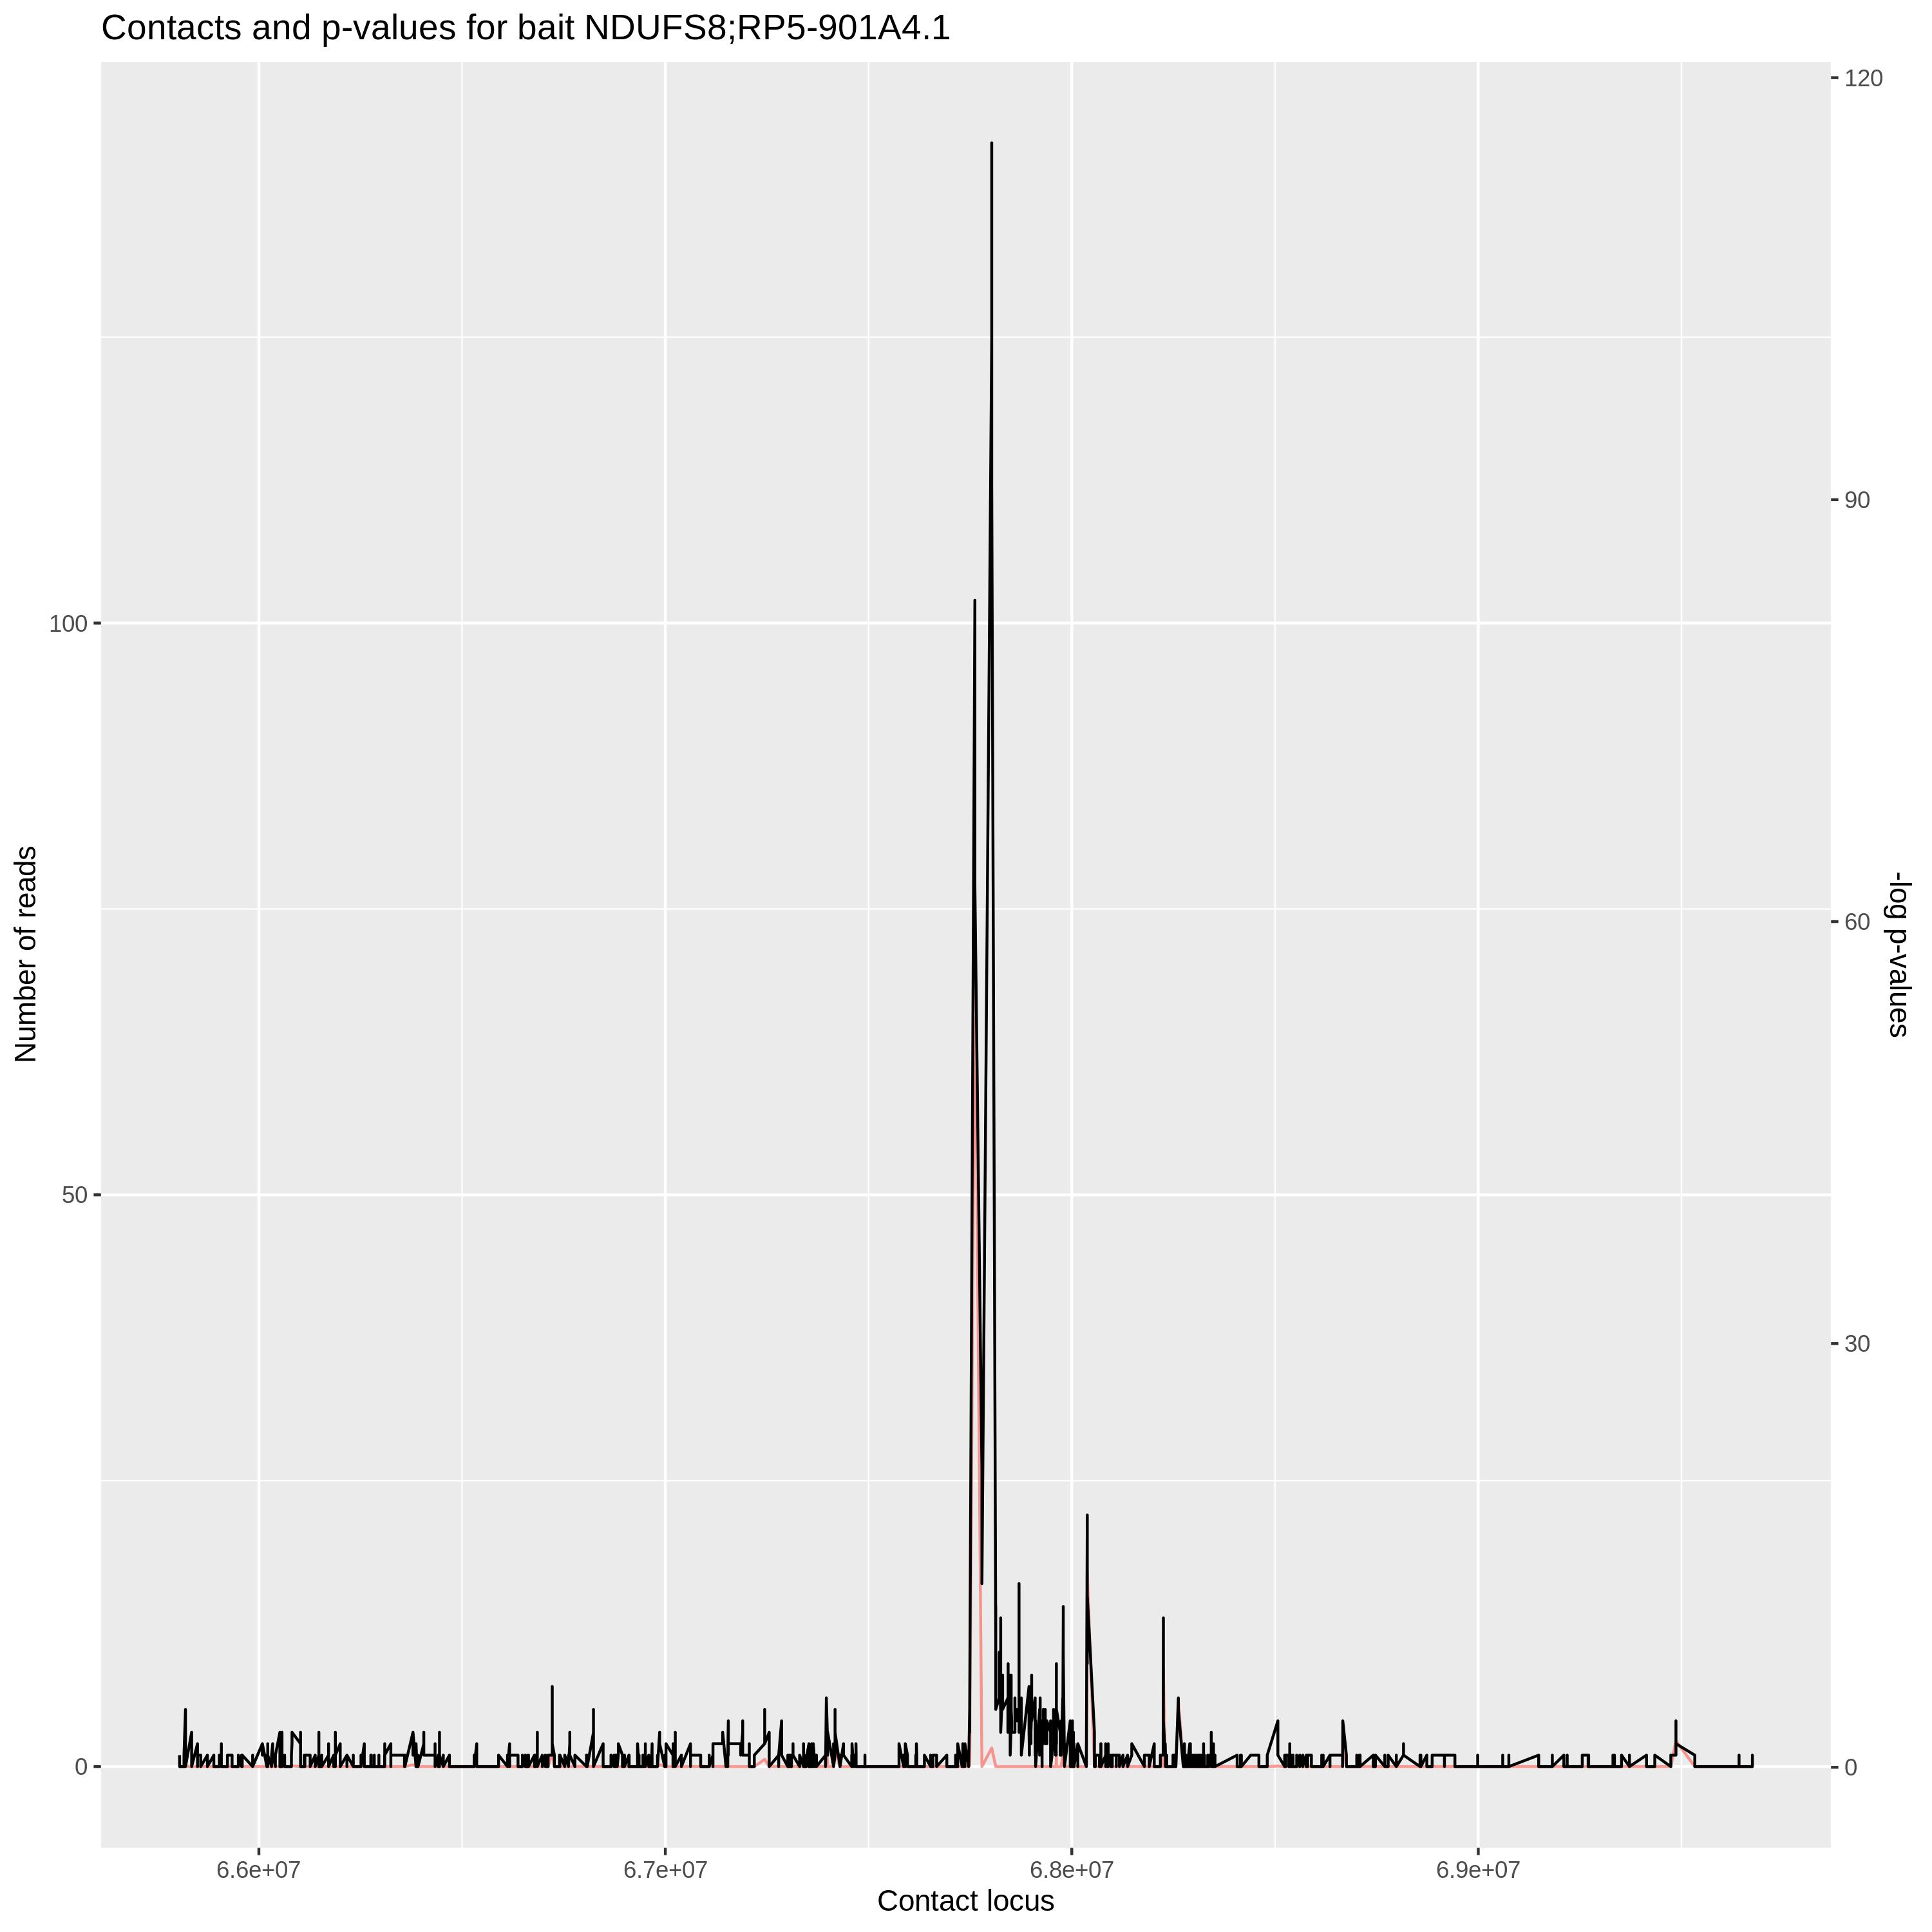 Contacts and p-values for bait NDUFS8;RP5-901A4.1
Number of reads
100
50
0
120
90
60
30
0
-log p-values
6.6e+07 6.7e+07 6.8e+07 6.9e+07
Contact locus